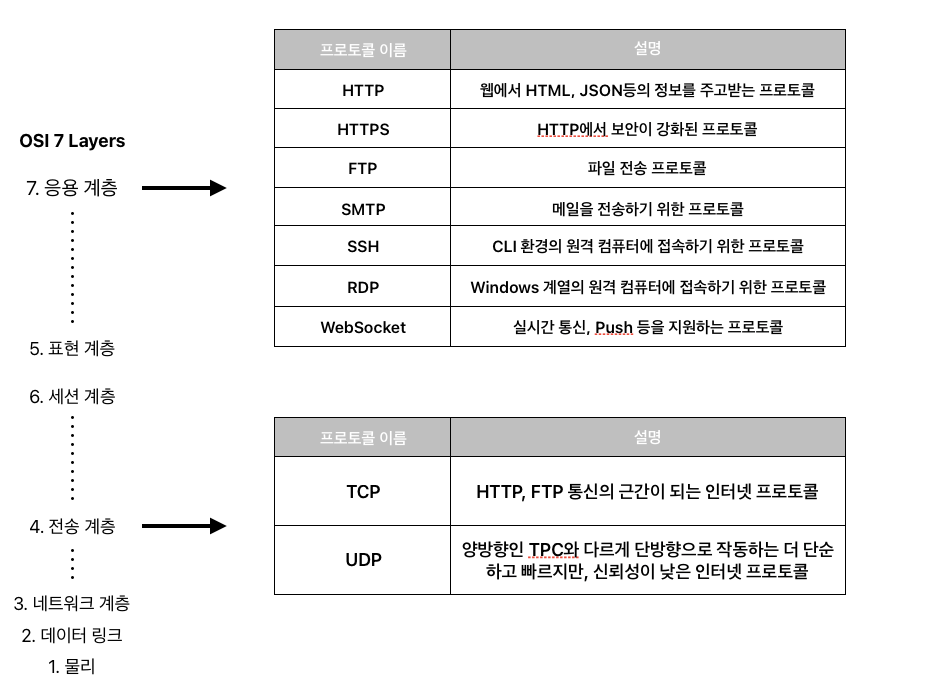 OSI 7 Layers
7. 응용 계층
5. 표현 계층
6. 세션 계층
4. 전송 계층
3. 네트워크 계층
2. 데이터 링크
1. 물리
프로토콜 이름 설명
HTTP 웹에서 HTML, JSON등의 정보를 주고받는 프로토콜
HTTPS HTTP에서 보안이 강화된 프로토콜
FTP 파일 전송 프로토콜
SMTP 메일을 전송하기 위한 프로토콜
SSH CLI 환경의 원격 컴퓨터에 접속하기 위한 프로토콜
RDP Windows 계열의 원격 컴퓨터에 접속하기 위한 프로토콜
WebSocket 실시간 통신, Push 등을 지원하는 프로토콜
프로토콜 이름 설명
TCP HTTP, FTP 통신의 근간이 되는 인터넷 프로토콜
UDP 양방향인 TPC와 다르게 단방향으로 작동하는 더 단순
하고 빠르지만, 신뢰성이 낮은 인터넷 프로토콜